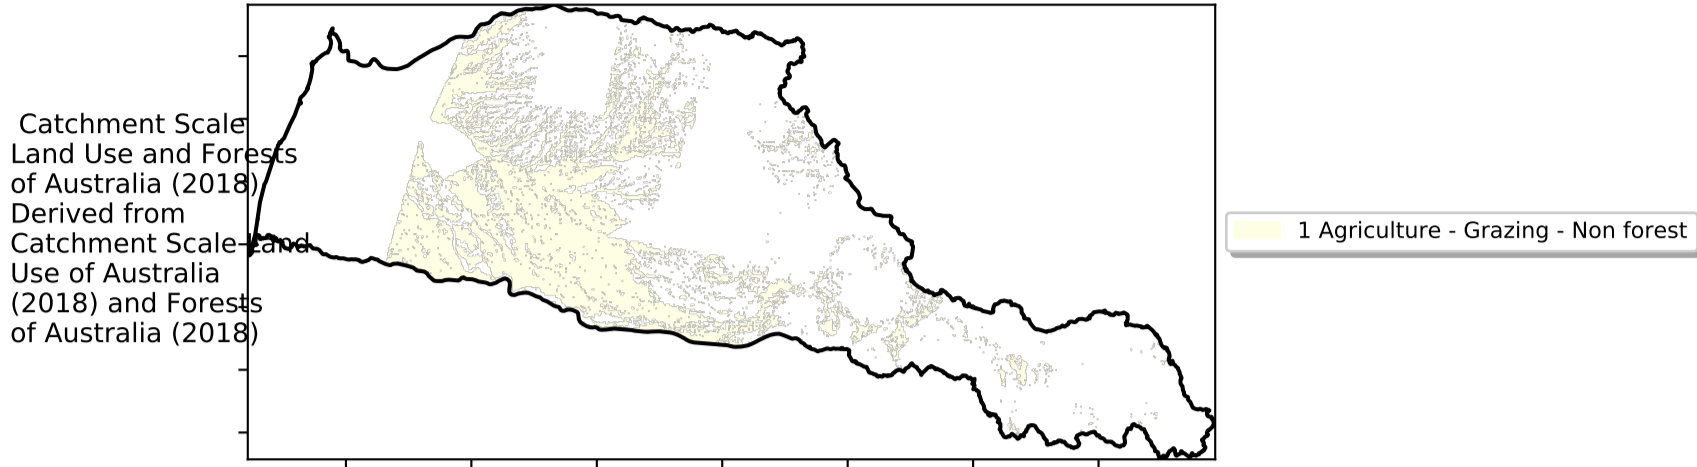 Catchment Scale
Land Use and Forests
of Australia (2018)
Derived from
Catchment Scale Land
Use of Australia
(2018) and Forests
of Australia (2018)
1 Agriculture - Grazing - Non forest